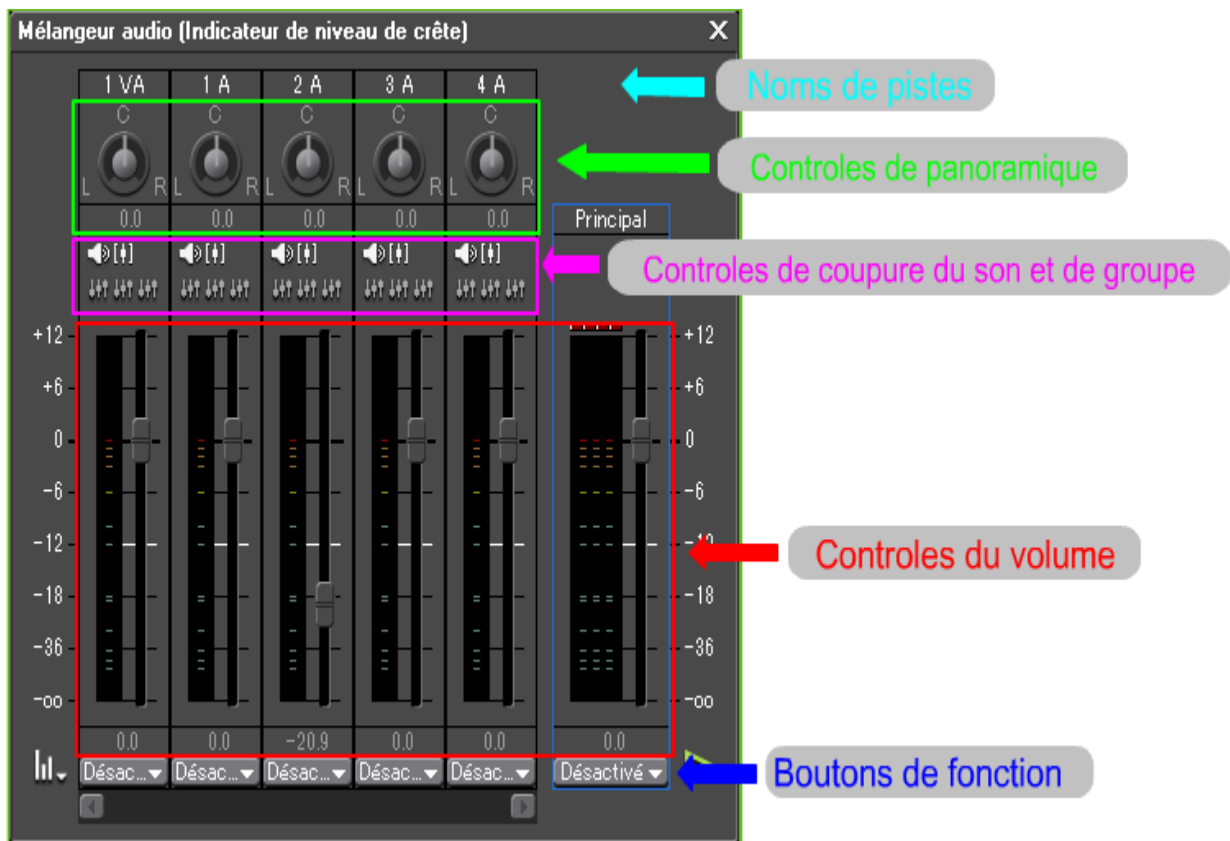 Mélangeur audio (Indicateur de niveau de crête) X
1 VA 1 A 2 A 3 A 4 A
Noms de pistes
C C C C C
Controles de panoramique
L R L R L R L R L R
0.0 0.0 0.0 0.0 0.0
Principal
Controles de coupure du son et de groupe
+12 +12
+6 +6
0 0
-6 -6
-12
Controles du volume
-18 -18
-36 -36
-oo -oo
0.0 0.0 -20.9 0.0 0.0 0.0
Désac... Désac... Désac... Désac... Désac... Désactivé
Boutons de fonction